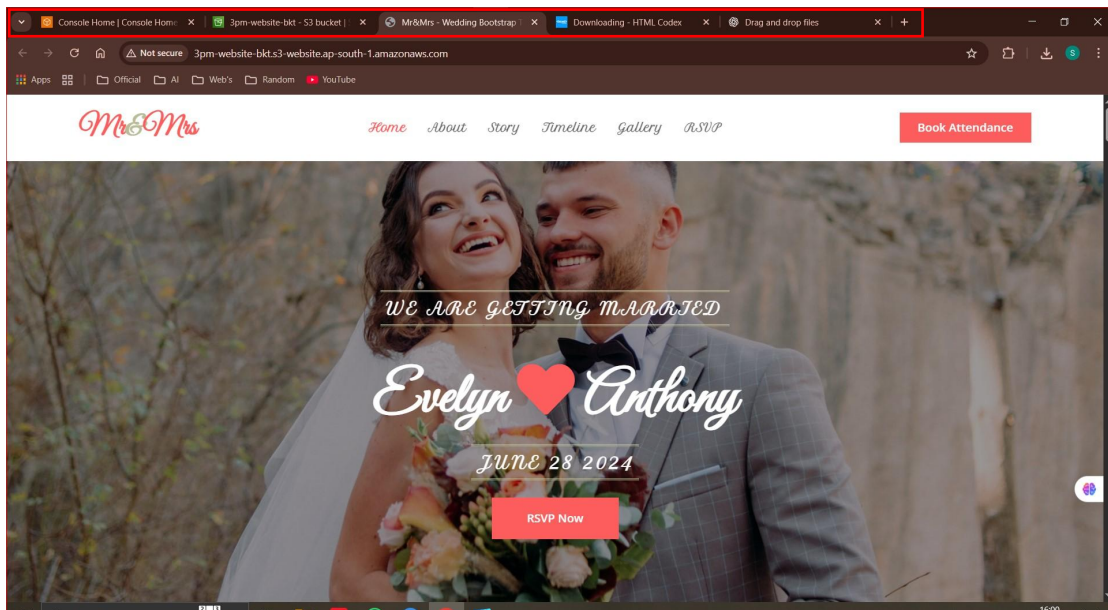 Console Home | Console Home
3pm-website-bkt - S3 bucket |
Mr&Mrs - Wedding Bootstrap T
Downloading - HTML Codex
Drag and drop files
Not secure
3pm-website-bkt.s3-website.ap-south-1.amazonaws.com
S
Apps
Official
AI
Web's
Random
YouTube
Mr&Mrs
Home
About
Story
Timeline
Gallery
RSVP
Book Attendance
WE ARE GETTING MARRIED
Evelyn Anthony
JUNE 28 2024
RSVP Now
16:00